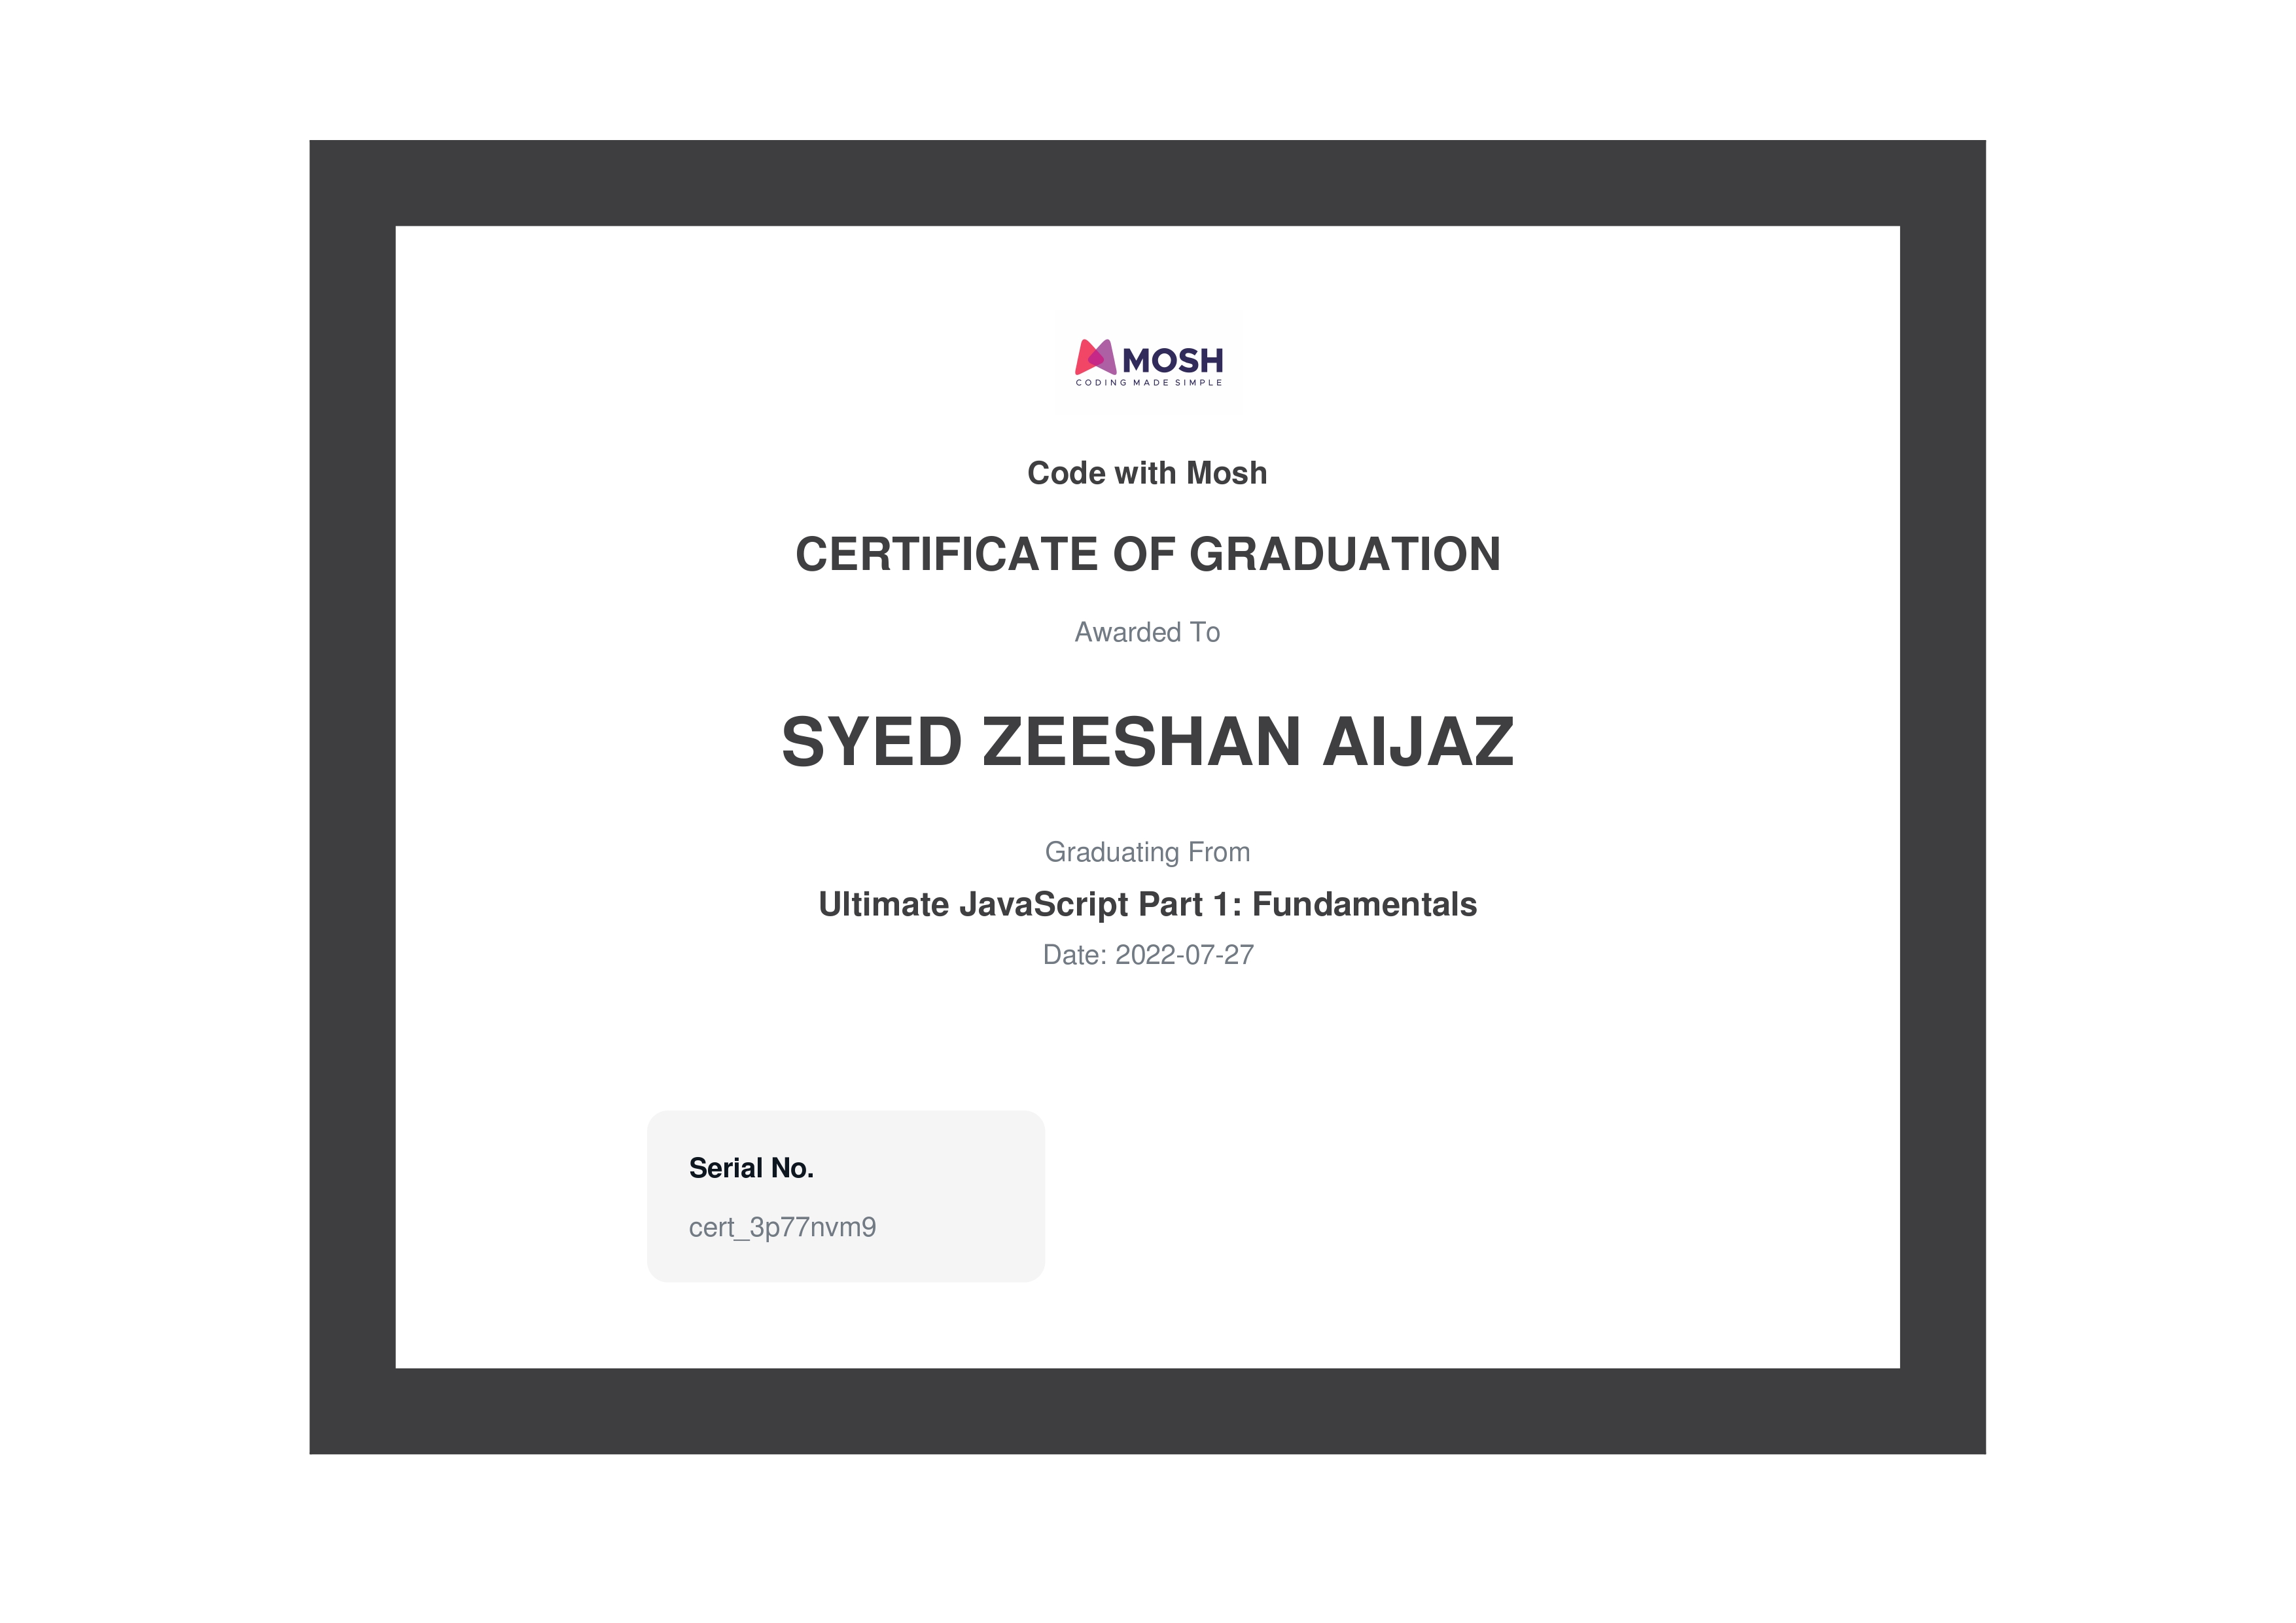 MOSH
CODING MADE SIMPLE
Code with Mosh
CERTIFICATE OF GRADUATION
Awarded To
SYED ZEESHAN AIJAZ
Graduating From
Ultimate JavaScript Part 1: Fundamentals
Date: 2022-07-27
Serial No.
cert_3p77nvm9